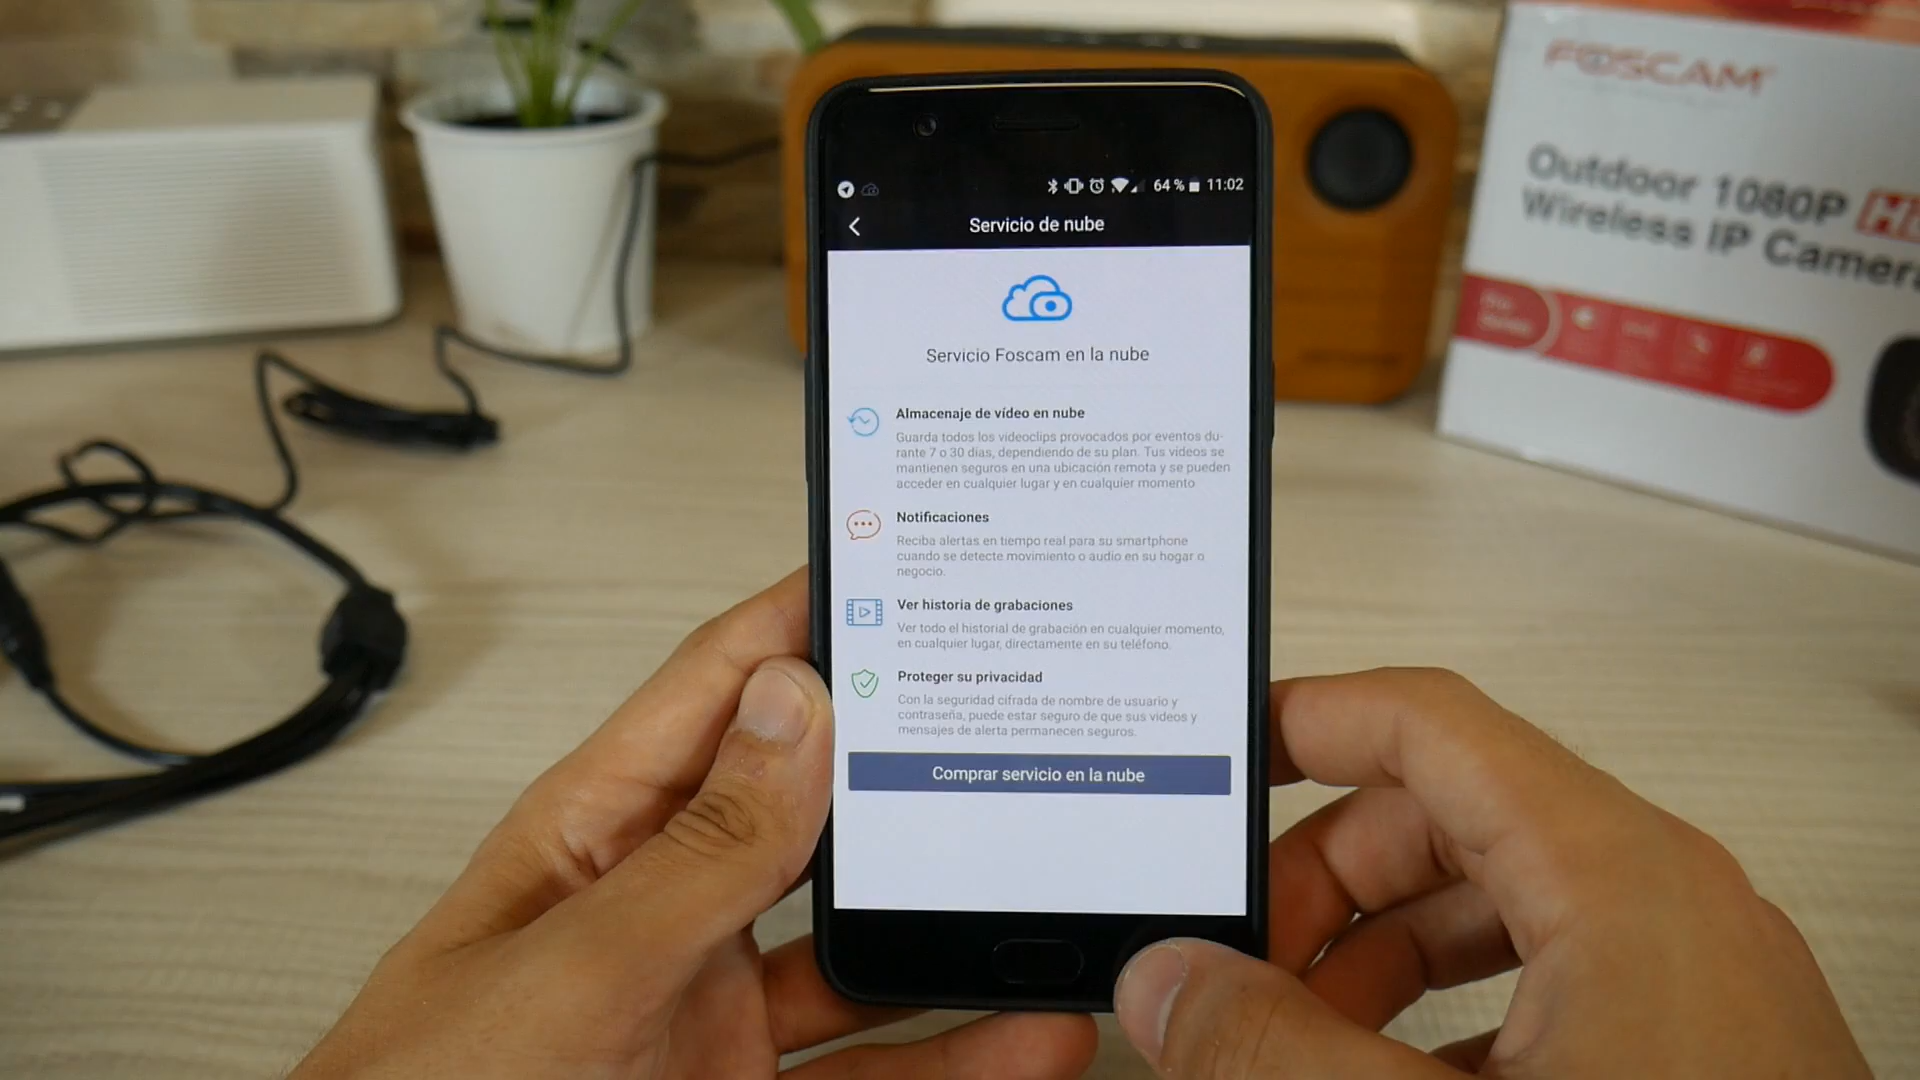 FOSCAM
Outdoor 1080P
Wireless IP Camera
64 % 11:02
Servicio de nube
Servicio Foscam en la nube
Almacenaje de vídeo en nube
Guarda todos los videoclips provocados por eventos du-
rante 7 o 30 días, dependiendo de su plan. Tus videos se
mantienen seguros en una ubicación remota y se pueden
acceder en cualquier lugar y en cualquier momento
Notificaciones
Reciba alertas en tiempo real para su smartphone
cuando se detecte movimiento o audio en su hogar o
negocio.
Ver historia de grabaciones
Ver todo el historial de grabación en cualquier momento,
en cualquier lugar, directamente en su teléfono.
Proteger su privacidad
Con la seguridad cifrada de nombre de usuario y
contraseña, puede estar seguro de que sus videos y
mensajes de alerta permanecen seguros.
Comprar servicio en la nube